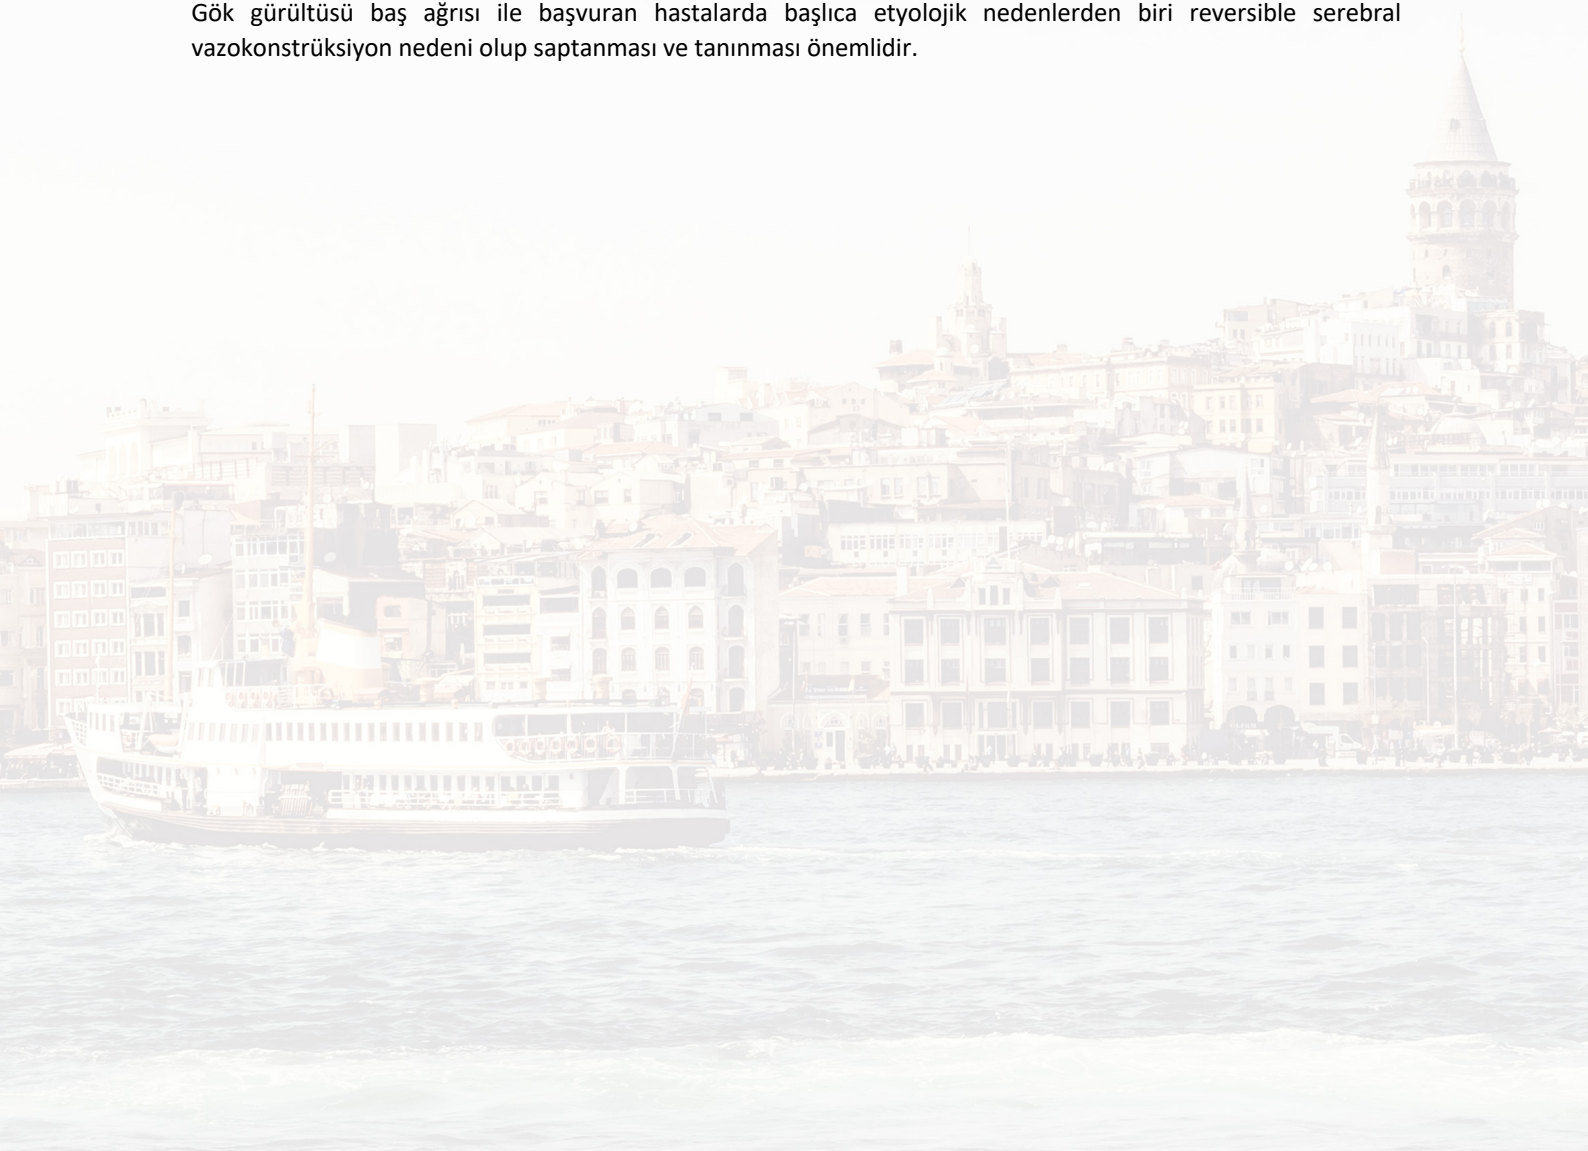 Gök gürültüsü baş ağrısı ile başvuran hastalarda başlıca etyolojik nedenlerden biri reversible serebral
vazokonstrüksiyon nedeni olup saptanması ve tanınması önemlidir.